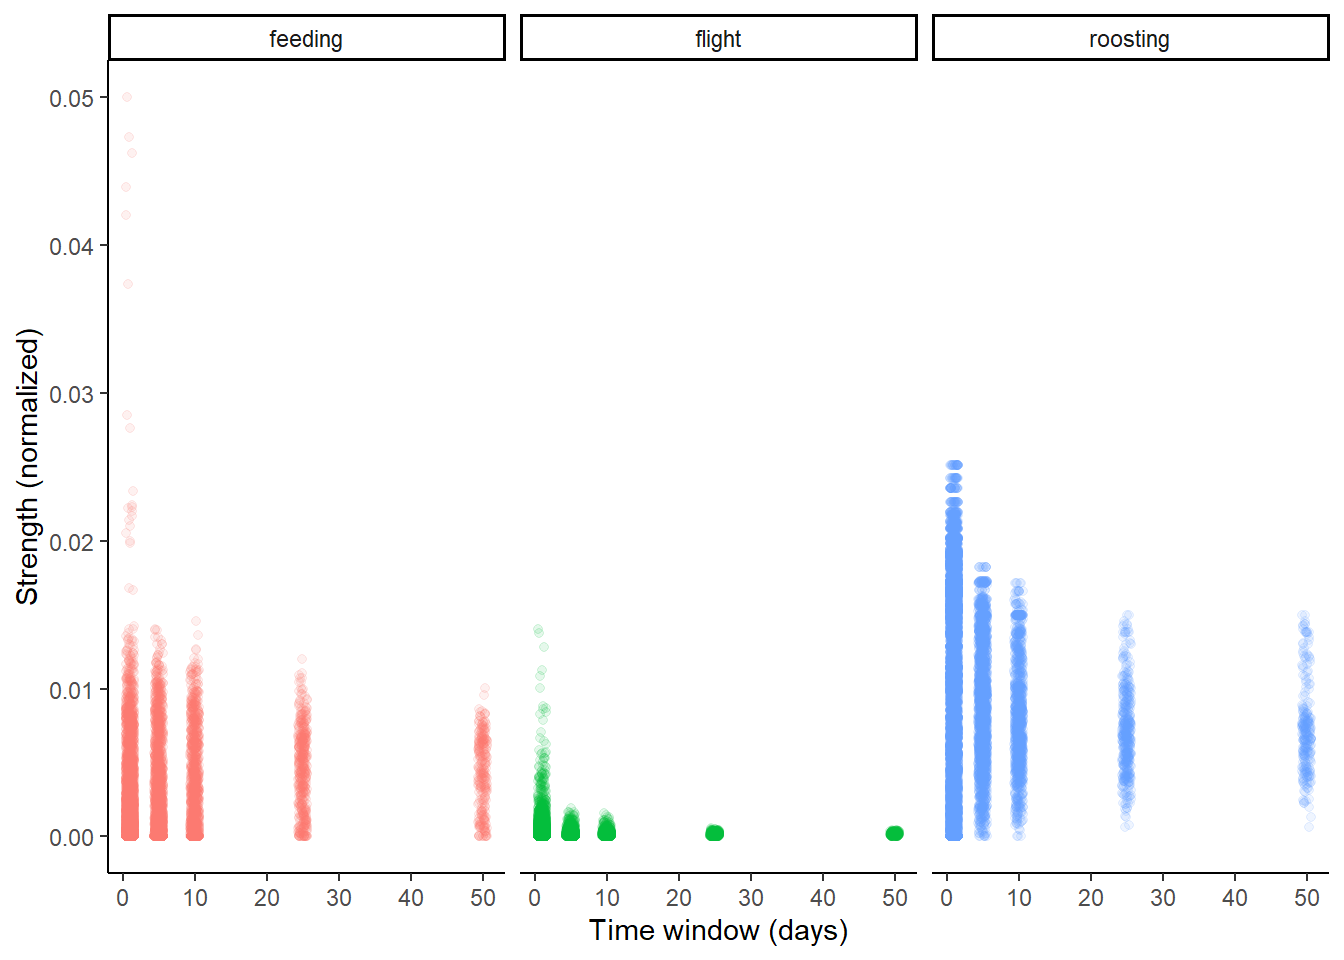 feeding flight roosting
0.05
0.04
0.03
0.02
0.01
0.00
Strength (normalized)
0 10 20 30 40 50 0 10 20 30 40 50 0 10 20 30 40 50
Time window (days)